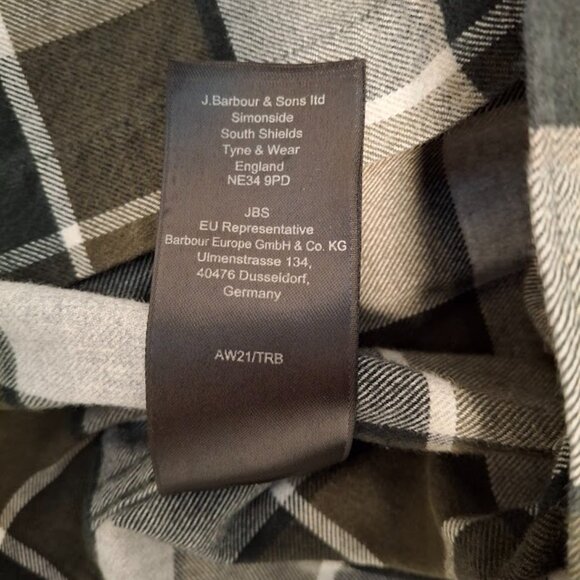 J.Barbour & Sons ltd
Simonside
South Shields
Tyne & Wear
England
NE34 9PD
JBS
EU Representative
Barbour Europe GmbH & Co. KG
Ulmenstrasse 134,
40476 Dusseldorf,
Germany
AW21/TRB